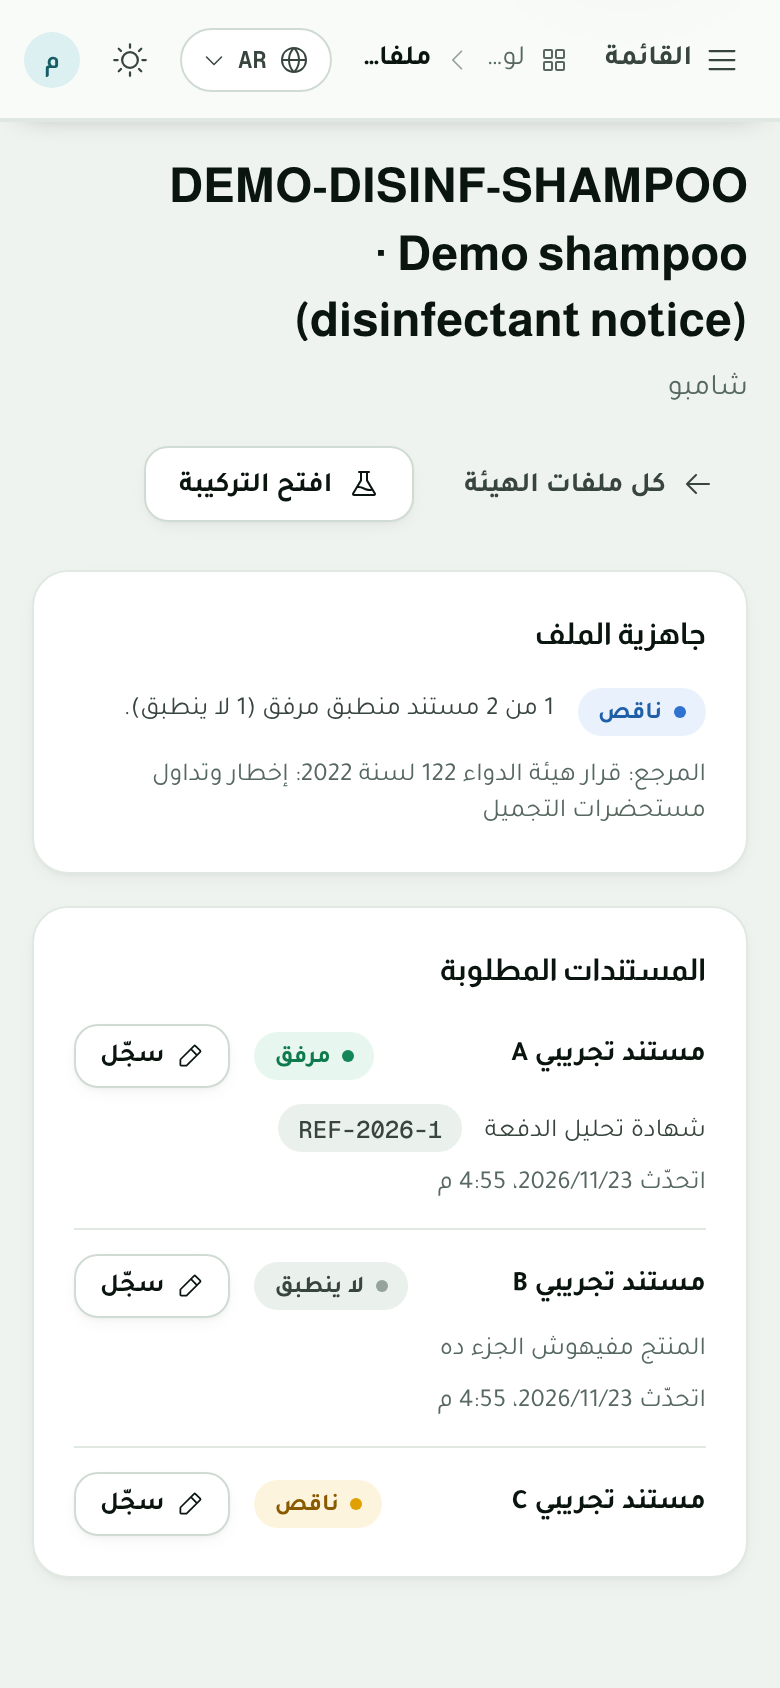 القائمة
لو...
ملفا...
AR
م
DEMO-DISINF-SHAMPOO
· Demo shampoo
(disinfectant notice)
شامبو
كل ملفات الهيئة
افتح التركيبة
جاهزية الملف
ناقص
1 من 2 مستند منطبق مرفق (1 لا ينطبق).
المرجع: قرار هيئة الدواء 122 لسنة 2022: إخطار وتداول
مستحضرات التجميل
المستندات المطلوبة
مستند تجريبي A
مرفق
سجّل
شهادة تحليل الدفعة
REF-2026-1
اتحدّث 2026/11/23، 4:55 م
مستند تجريبي B
لا ينطبق
سجّل
المنتج مفيهوش الجزء ده
اتحدّث 2026/11/23، 4:55 م
مستند تجريبي C
ناقص
سجّل